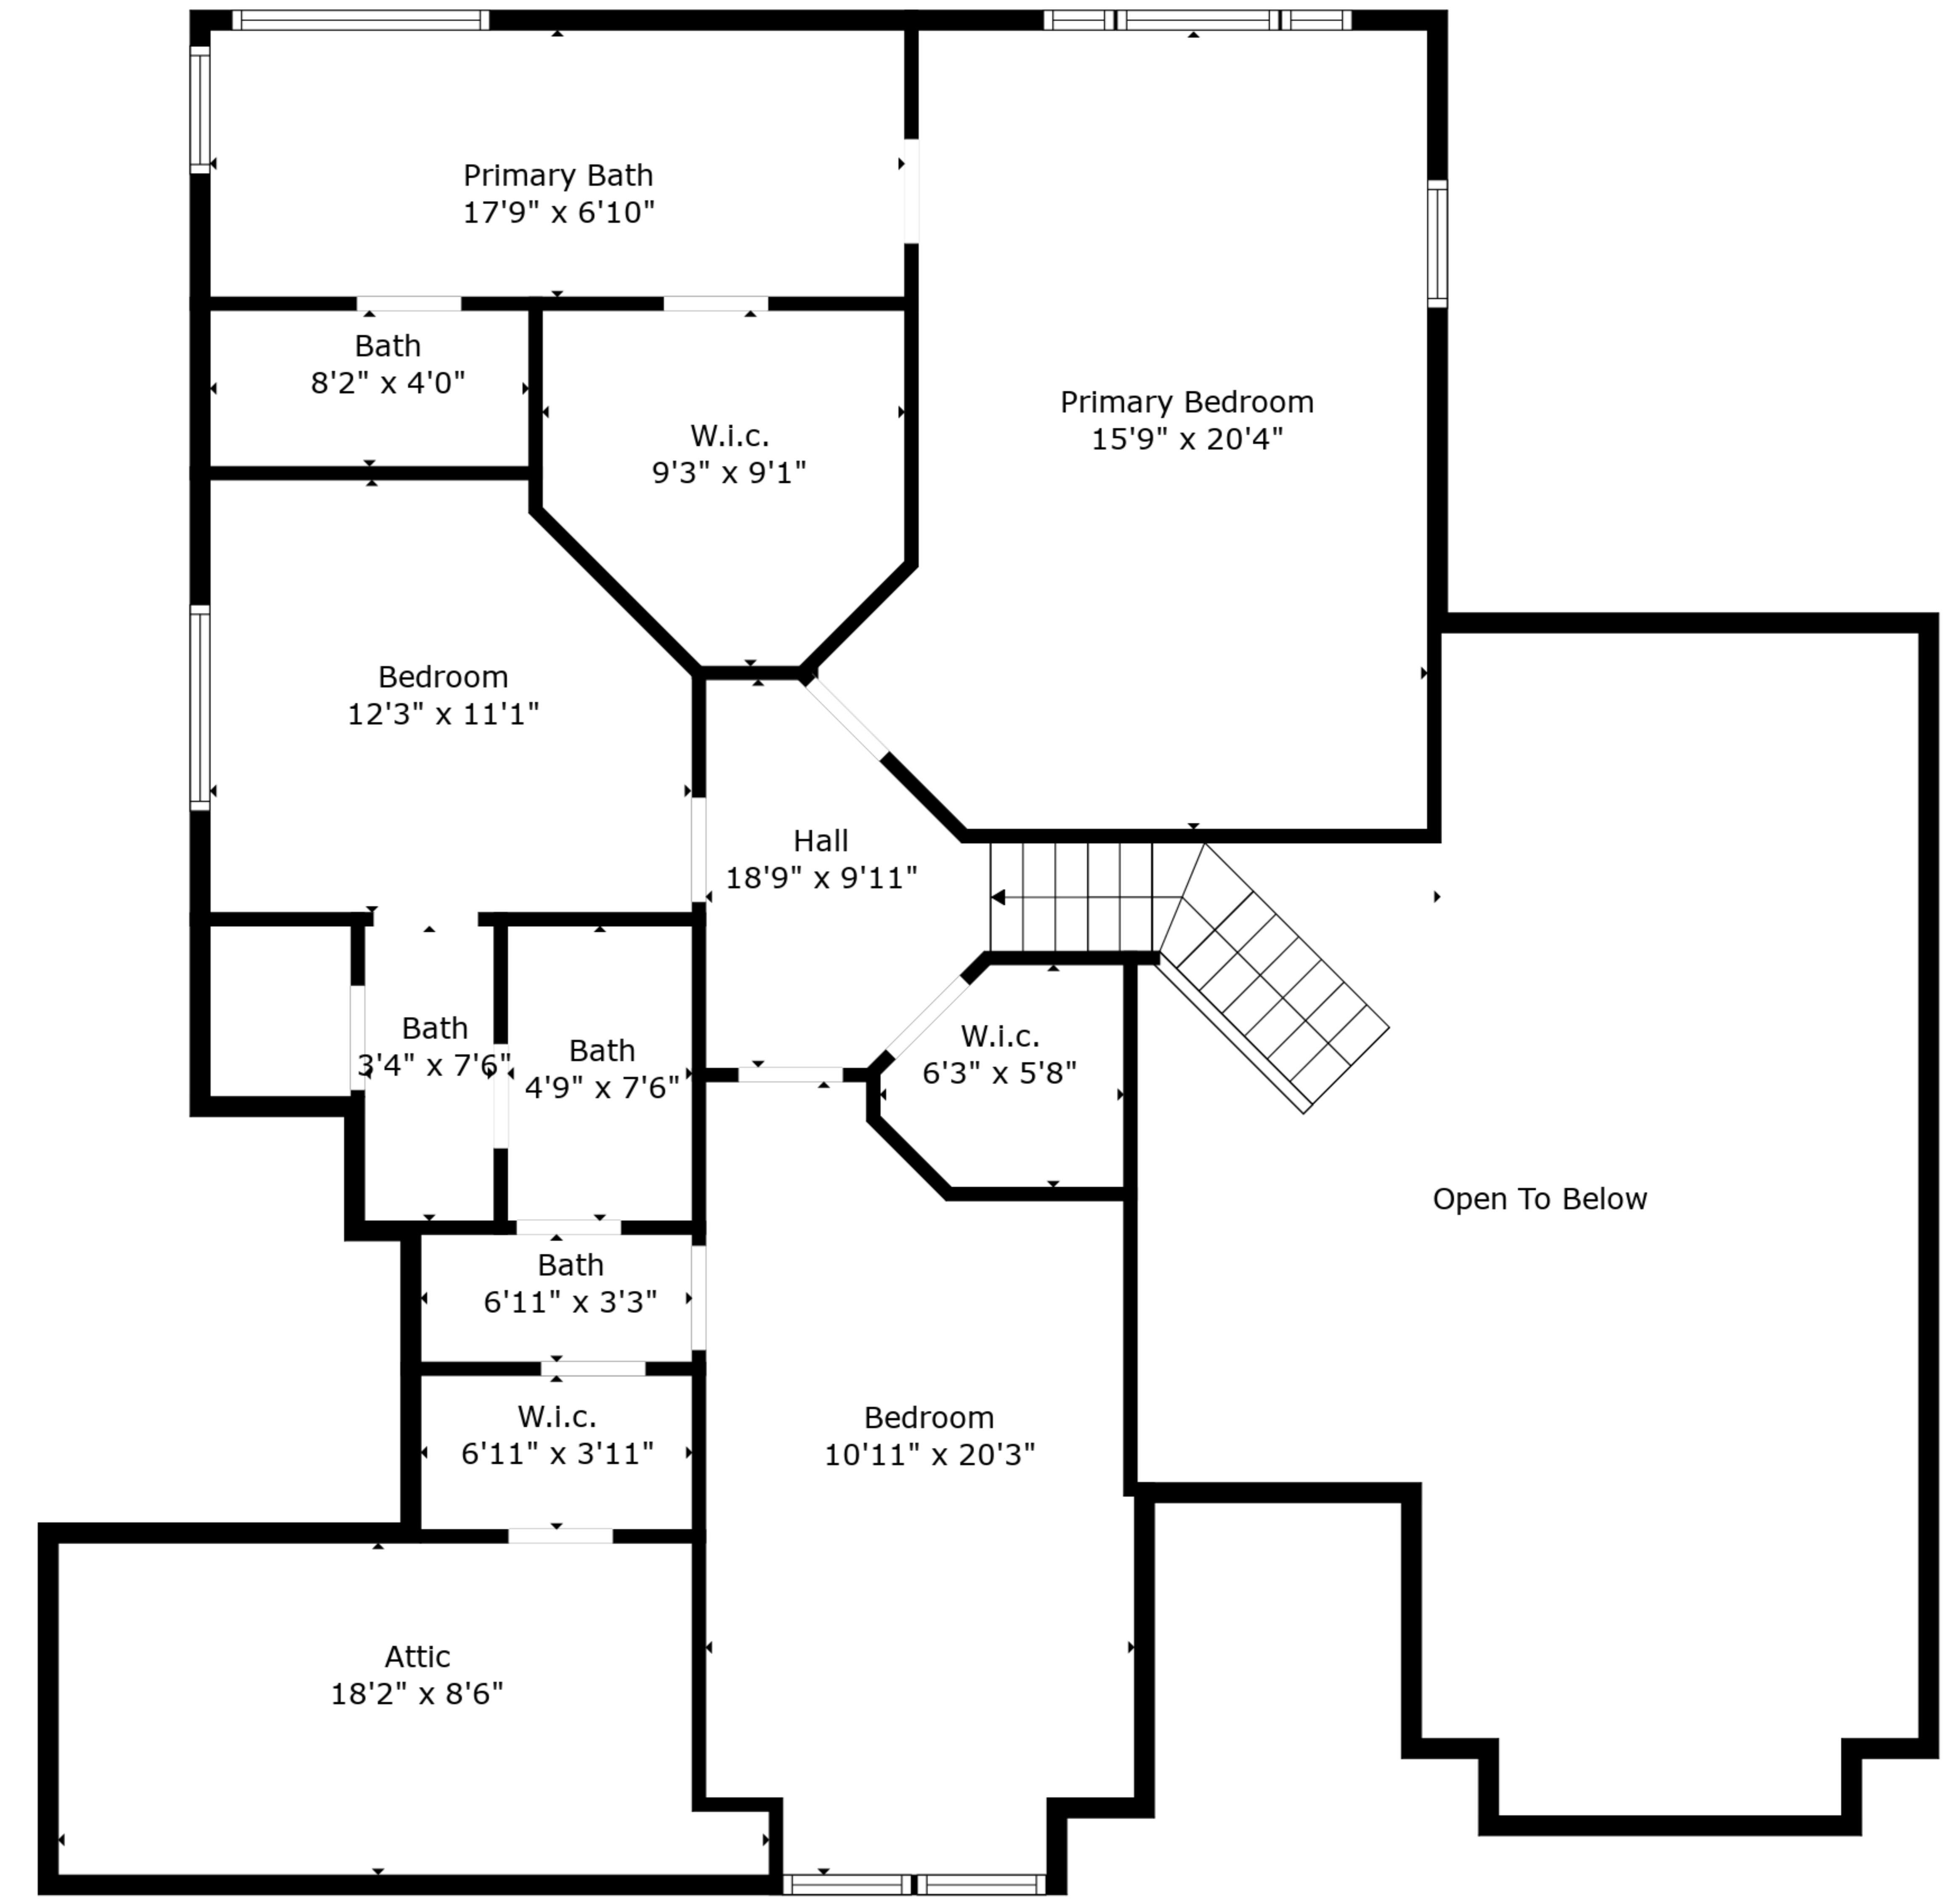 Primary Bath
17'9" x 6'10"
Bath
8'2" x 4'0"
W.i.c.
9'3" x 9'1"
Primary Bedroom
15'9" x 20'4"
Bedroom
12'3" x 11'1"
Hall
18'9" x 9'11"
Bath
3'4" x 7'6"
Bath
4'9" x 7'6"
W.i.c.
6'3" x 5'8"
Open To Below
Bath
6'11" x 3'3"
W.i.c.
6'11" x 3'11"
Bedroom
10'11" x 20'3"
Attic
18'2" x 8'6"